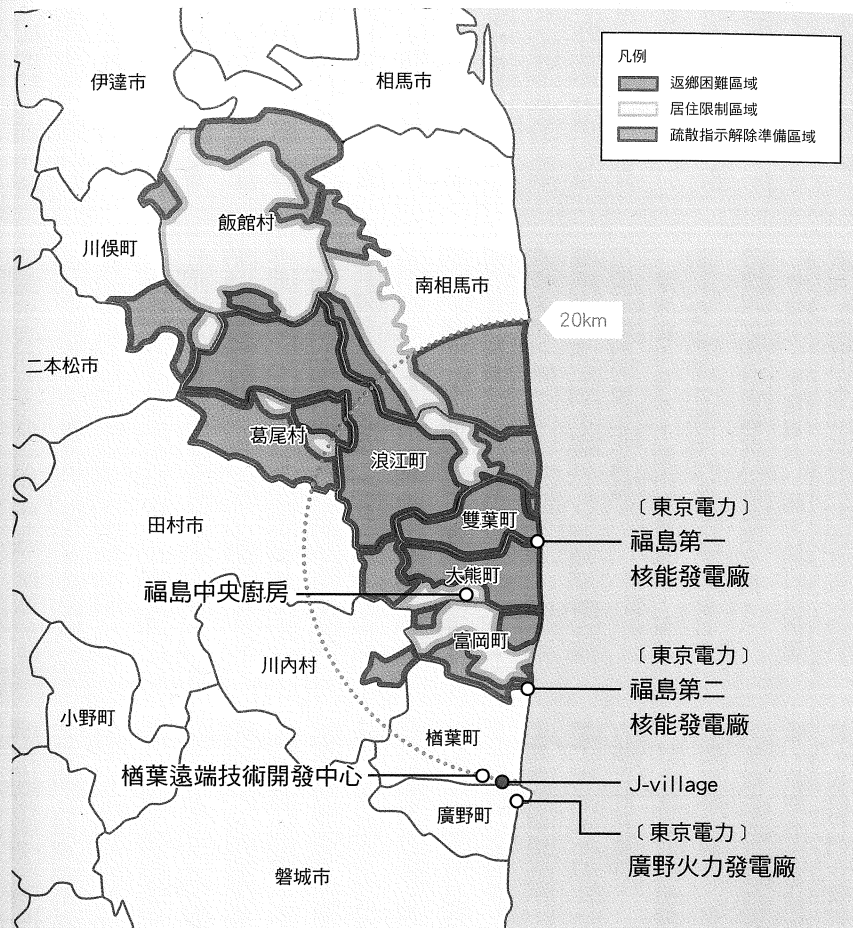 凡例
返鄉困難區域
居住限制區域
疏散指示解除準備區域
伊達市
相馬市
飯館村
川俁町
南相馬市
20km
二本松市
葛尾村
浪江町
田村市
雙葉町
〔東京電力〕
福島第一
核能發電廠
大熊町
福島中央廚房
富岡町
川內村
〔東京電力〕
福島第二
核能發電廠
小野町
楢葉町
楢葉遠端技術開發中心
J-village
廣野町
〔東京電力〕
廣野火力發電廠
磐城市